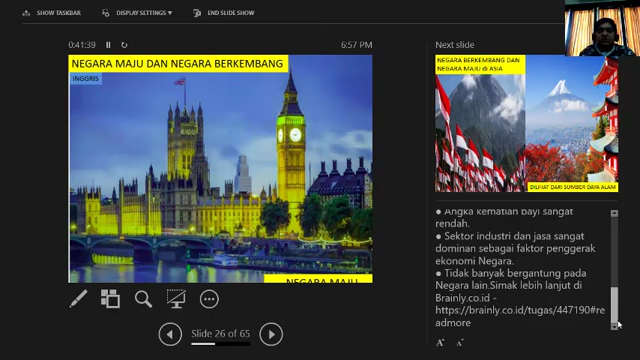 SHOW TASKBAR
DISPLAY SETTINGS ▼
END SLIDE SHOW
0:41:39
6:57 PM
NEGARA MAJU DAN NEGARA BERKEMBANG
INGGRIS
NEGARA MAJU
Slide 26 of 65
Next slide
NEGARA BERKEMBANG DAN
NEGARA MAJU di ASIA
DILIHAT DARI SUMBER DAYA ALAM
● Angka kematian bayi sangat
rendah.
● Sektor industri dan jasa sangat
dominan sebagai faktor penggerak
ekonomi Negara.
● Tidak banyak bergantung pada
Negara lain.Simak lebih lanjut di
Brainly.co.id -
https://brainly.co.id/tugas/447190#re
admore
A A